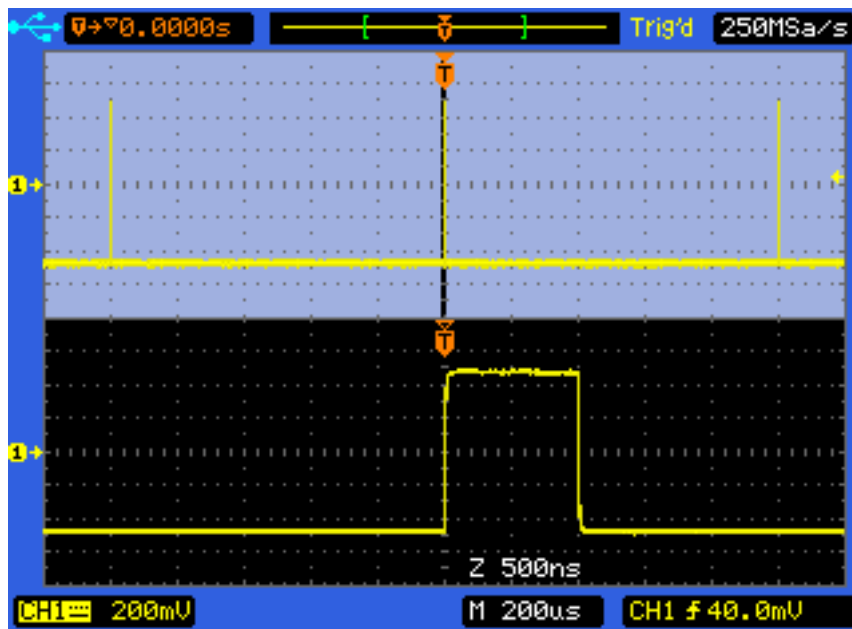 T→▽0.0000s T Trig'd 250MSa/s
T
1
T
1
Z 500ns
CH1 200mV M 200us CH1 40.0mV